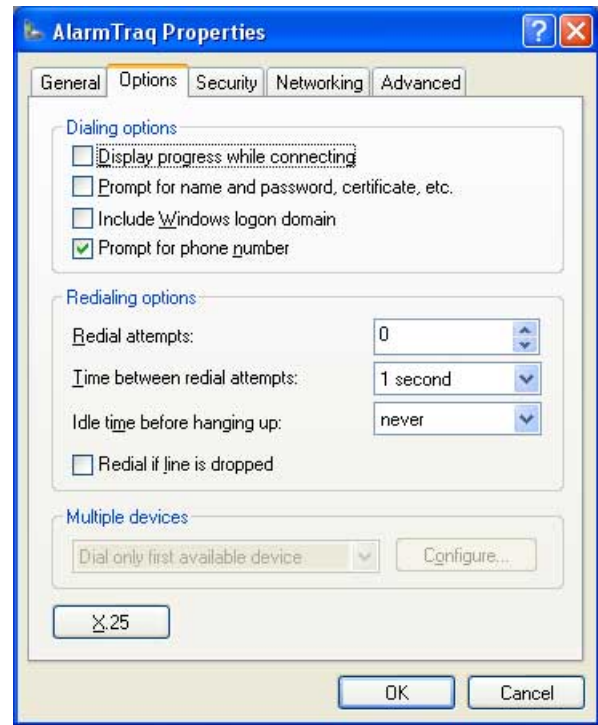 AlarmTraq Properties
General Options Security Networking Advanced
Dialing options
Display progress while connecting
Prompt for name and password, certificate, etc.
Include Windows logon domain
Prompt for phone number
Redialing options
Redial attempts: 0
Time between redial attempts: 1 second
Idle time before hanging up: never
Redial if line is dropped
Multiple devices
Dial only first available device Configure...
X.25
OK Cancel